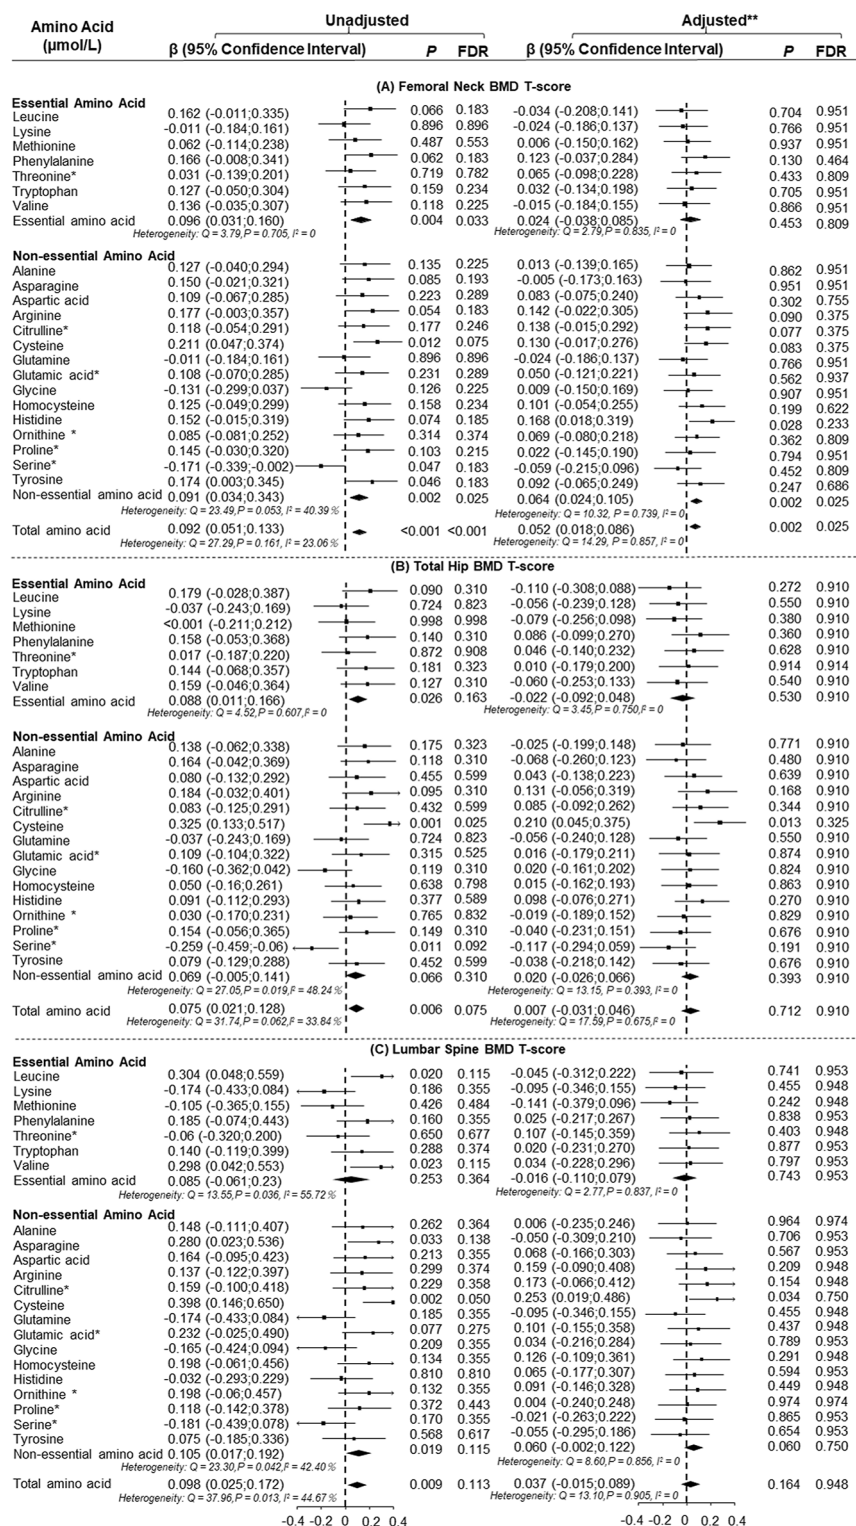 Amino Acid (μmol/L) Unadjusted Adjusted**
β (95% Confidence Interval) P FDR β (95% Confidence Interval) P FDR
(A) Femoral Neck BMD T-score
Essential Amino Acid
Leucine 0.162 (-0.011;0.335) 0.066 0.183 -0.034 (-0.208;0.141) 0.704 0.951
Lysine -0.011 (-0.184;0.161) 0.896 0.896 -0.024 (-0.186;0.137) 0.766 0.951
Methionine 0.062 (-0.114;0.238) 0.487 0.553 0.006 (-0.150;0.162) 0.937 0.951
Phenylalanine 0.166 (-0.008;0.341) 0.062 0.183 0.123 (-0.037;0.284) 0.130 0.464
Threonine* 0.031 (-0.139;0.201) 0.719 0.782 0.065 (-0.098;0.228) 0.433 0.809
Tryptophan 0.127 (-0.050;0.304) 0.159 0.234 0.032 (-0.134;0.198) 0.705 0.951
Valine 0.136 (-0.035;0.307) 0.118 0.225 -0.015 (-0.184;0.155) 0.866 0.951
Essential amino acid 0.096 (0.031;0.160) 0.004 0.033 0.024 (-0.038;0.085) 0.453 0.809
Heterogeneity: Q = 3.79,P = 0.705, I² = 0 Heterogeneity: Q = 2.79,P = 0.835, I² = 0
Non-essential Amino Acid
Alanine 0.127 (-0.040;0.294) 0.135 0.225 0.013 (-0.139;0.165) 0.862 0.951
Asparagine 0.150 (-0.021;0.321) 0.085 0.193 -0.005 (-0.173;0.163) 0.951 0.951
Aspartic acid 0.109 (-0.067;0.285) 0.223 0.289 0.083 (-0.075;0.240) 0.302 0.755
Arginine 0.177 (-0.003;0.357) 0.054 0.183 0.142 (-0.022;0.305) 0.090 0.375
Citrulline* 0.118 (-0.054;0.291) 0.177 0.246 0.138 (-0.015;0.292) 0.077 0.375
Cysteine 0.211 (0.047;0.374) 0.012 0.075 0.130 (-0.017;0.276) 0.083 0.375
Glutamine -0.011 (-0.184;0.161) 0.896 0.896 -0.024 (-0.186;0.137) 0.766 0.951
Glutamic acid* 0.108 (-0.070;0.285) 0.231 0.289 0.050 (-0.121;0.221) 0.562 0.937
Glycine -0.131 (-0.299;0.037) 0.126 0.225 0.009 (-0.150;0.169) 0.907 0.951
Homocysteine 0.125 (-0.049;0.299) 0.158 0.234 0.101 (-0.054;0.255) 0.199 0.622
Histidine 0.152 (-0.015;0.319) 0.074 0.185 0.168 (0.018;0.319) 0.028 0.233
Ornithine * 0.085 (-0.081;0.252) 0.314 0.374 0.069 (-0.080;0.218) 0.362 0.809
Proline* 0.145 (-0.030;0.320) 0.103 0.215 0.022 (-0.145;0.190) 0.794 0.951
Serine* -0.171 (-0.339;-0.002) 0.047 0.183 -0.059 (-0.215;0.096) 0.452 0.809
Tyrosine 0.174 (0.003;0.345) 0.046 0.183 0.092 (-0.065;0.249) 0.247 0.686
Non-essential amino acid 0.091 (0.034;0.343) 0.002 0.025 0.064 (0.024;0.105) 0.002 0.025
Heterogeneity: Q = 23.49,P = 0.053, I² = 40.39 % Heterogeneity: Q = 10.32, P = 0.739, I² = 0
Total amino acid 0.092 (0.051;0.133) <0.001 <0.001 0.052 (0.018;0.086) 0.002 0.025
Heterogeneity: Q = 27.29,P = 0.161, I² = 23.06 % Heterogeneity: Q = 14.29, P = 0.857, I² = 0
(B) Total Hip BMD T-score
Essential Amino Acid
Leucine 0.179 (-0.028;0.387) 0.090 0.310 -0.110 (-0.308;0.088) 0.272 0.910
Lysine -0.037 (-0.243;0.169) 0.724 0.823 -0.056 (-0.239;0.128) 0.550 0.910
Methionine <0.001 (-0.211;0.212) 0.998 0.998 -0.079 (-0.256;0.098) 0.380 0.910
Phenylalanine 0.158 (-0.053;0.368) 0.140 0.310 0.086 (-0.099;0.270) 0.360 0.910
Threonine* 0.017 (-0.187;0.220) 0.872 0.908 0.046 (-0.140;0.232) 0.628 0.910
Tryptophan 0.144 (-0.068;0.357) 0.181 0.323 0.010 (-0.179;0.200) 0.914 0.914
Valine 0.159 (-0.046;0.364) 0.127 0.310 -0.060 (-0.253;0.133) 0.540 0.910
Essential amino acid 0.088 (0.011;0.166) 0.026 0.163 -0.022 (-0.092;0.048) 0.530 0.910
Heterogeneity: Q = 4.52,P = 0.607,I² = 0 Heterogeneity: Q = 3.45,P = 0.750,I² = 0
Non-essential Amino Acid
Alanine 0.138 (-0.062;0.338) 0.175 0.323 -0.025 (-0.199;0.148) 0.771 0.910
Asparagine 0.164 (-0.042;0.369) 0.118 0.310 -0.068 (-0.260;0.123) 0.480 0.910
Aspartic acid 0.080 (-0.132;0.292) 0.455 0.599 0.043 (-0.138;0.223) 0.639 0.910
Arginine 0.184 (-0.032;0.401) 0.095 0.310 0.131 (-0.056;0.319) 0.168 0.910
Citrulline* 0.083 (-0.125;0.291) 0.432 0.599 0.085 (-0.092;0.262) 0.344 0.910
Cysteine 0.325 (0.133;0.517) 0.001 0.025 0.210 (0.045;0.375) 0.013 0.325
Glutamine -0.037 (-0.243;0.169) 0.724 0.823 -0.056 (-0.240;0.128) 0.550 0.910
Glutamic acid* 0.109 (-0.104;0.322) 0.315 0.525 0.016 (-0.179;0.211) 0.874 0.910
Glycine -0.160 (-0.362;0.042) 0.119 0.310 0.020 (-0.161;0.202) 0.824 0.910
Homocysteine 0.050 (-0.16;0.261) 0.638 0.798 0.015 (-0.162;0.193) 0.863 0.910
Histidine 0.091 (-0.112;0.293) 0.377 0.589 0.098 (-0.076;0.271) 0.270 0.910
Ornithine * 0.030 (-0.170;0.231) 0.765 0.832 -0.019 (-0.189;0.152) 0.829 0.910
Proline* 0.154 (-0.056;0.365) 0.149 0.310 -0.040 (-0.231;0.151) 0.676 0.910
Serine* -0.259 (-0.459;-0.06) 0.011 0.092 -0.117 (-0.294;0.059) 0.191 0.910
Tyrosine 0.079 (-0.129;0.288) 0.452 0.599 -0.038 (-0.218;0.142) 0.676 0.910
Non-essential amino acid 0.069 (-0.005;0.141) 0.066 0.310 0.020 (-0.026;0.066) 0.393 0.910
Heterogeneity: Q = 27.05,P = 0.019,I² = 48.24 % Heterogeneity: Q = 13.15, P = 0.393, I² = 0
Total amino acid 0.075 (0.021;0.128) 0.006 0.075 0.007 (-0.031;0.046) 0.712 0.910
Heterogeneity: Q = 31.74,P = 0.062,I² = 33.84 % Heterogeneity: Q = 17.59,P = 0.675,I² = 0
(C) Lumbar Spine BMD T-score
Essential Amino Acid
Leucine 0.304 (0.048;0.559) 0.020 0.115 -0.045 (-0.312;0.222) 0.741 0.953
Lysine -0.174 (-0.433;0.084) 0.186 0.355 -0.095 (-0.346;0.155) 0.455 0.948
Methionine -0.105 (-0.365;0.155) 0.426 0.484 -0.141 (-0.379;0.096) 0.242 0.948
Phenylalanine 0.185 (-0.074;0.443) 0.160 0.355 0.025 (-0.217;0.267) 0.838 0.953
Threonine* -0.06 (-0.320;0.200) 0.650 0.677 0.107 (-0.145;0.359) 0.403 0.948
Tryptophan 0.140 (-0.119;0.399) 0.288 0.374 0.020 (-0.231;0.270) 0.877 0.953
Valine 0.298 (0.042;0.553) 0.023 0.115 0.034 (-0.228;0.296) 0.797 0.953
Essential amino acid 0.085 (-0.061;0.23) 0.253 0.364 -0.016 (-0.110;0.079) 0.743 0.953
Heterogeneity: Q = 13.55,P = 0.036, I² = 55.72 % Heterogeneity: Q = 2.77,P = 0.837, I² = 0
Non-essential Amino Acid
Alanine 0.148 (-0.111;0.407) 0.262 0.364 0.006 (-0.235;0.246) 0.964 0.974
Asparagine 0.280 (0.023;0.536) 0.033 0.138 -0.050 (-0.309;0.210) 0.706 0.953
Aspartic acid 0.164 (-0.095;0.423) 0.213 0.355 0.068 (-0.166;0.303) 0.567 0.953
Arginine 0.137 (-0.122;0.397) 0.299 0.374 0.159 (-0.090;0.408) 0.209 0.948
Citrulline* 0.159 (-0.100;0.418) 0.229 0.358 0.173 (-0.066;0.412) 0.154 0.948
Cysteine 0.398 (0.146;0.650) 0.002 0.050 0.253 (0.019;0.486) 0.034 0.750
Glutamine -0.174 (-0.433;0.084) 0.185 0.355 -0.095 (-0.346;0.155) 0.455 0.948
Glutamic acid* 0.232 (-0.025;0.490) 0.077 0.275 0.101 (-0.155;0.358) 0.437 0.948
Glycine -0.165 (-0.424;0.094) 0.209 0.355 0.034 (-0.216;0.284) 0.789 0.953
Homocysteine 0.198 (-0.061;0.456) 0.134 0.355 0.126 (-0.109;0.361) 0.291 0.948
Histidine -0.032 (-0.293;0.229) 0.810 0.810 0.065 (-0.177;0.307) 0.594 0.953
Ornithine * 0.198 (-0.06;0.457) 0.132 0.355 0.091 (-0.146;0.328) 0.449 0.948
Proline* 0.118 (-0.142;0.378) 0.372 0.443 0.004 (-0.240;0.248) 0.974 0.974
Serine* -0.181 (-0.439;0.078) 0.170 0.355 -0.021 (-0.263;0.222) 0.865 0.953
Tyrosine 0.075 (-0.185;0.336) 0.568 0.617 -0.055 (-0.295;0.186) 0.654 0.953
Non-essential amino acid 0.105 (0.017;0.192) 0.019 0.115 0.060 (-0.002;0.122) 0.060 0.750
Heterogeneity: Q = 23.30,P = 0.042,I² = 42.40 % Heterogeneity: Q = 8.60,P = 0.856, I² = 0
Total amino acid 0.098 (0.025;0.172) 0.009 0.113 0.037 (-0.015;0.089) 0.164 0.948
Heterogeneity: Q = 37.96,P = 0.013, I² = 44.67 % Heterogeneity: Q = 13.10,P = 0.905, I² = 0
-0.4 -0.2 0 0.2 0.4 -0.4 -0.2 0 0.2 0.4